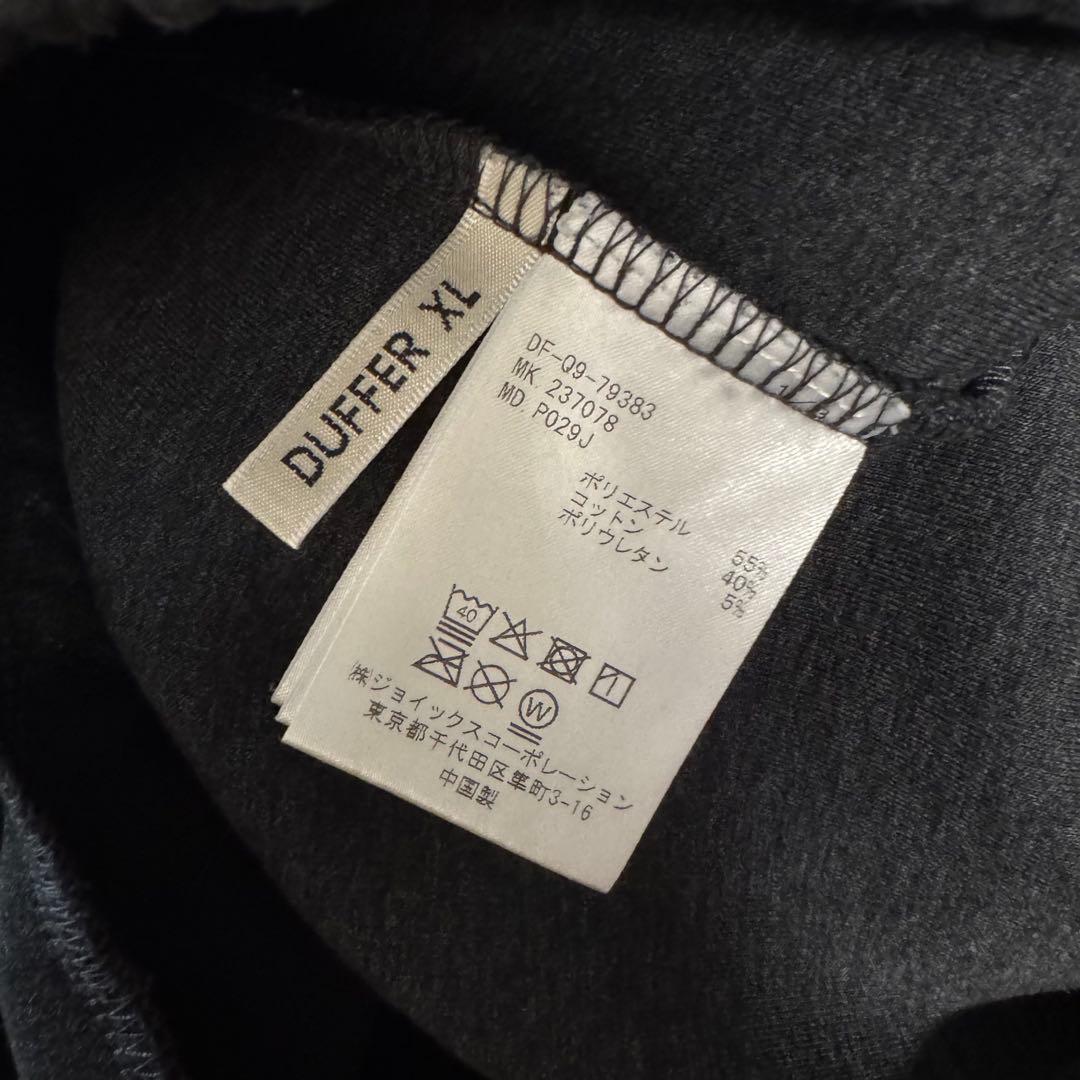 DUFFER XL
DF-Q9-79383
MK 237078
MD. P029J
ポリエステル 55%
コットン 40%
ポリウレタン 5%
40
W
㈱ジョイックスコーポレーション
東京都千代田区隼町3-16
中国製